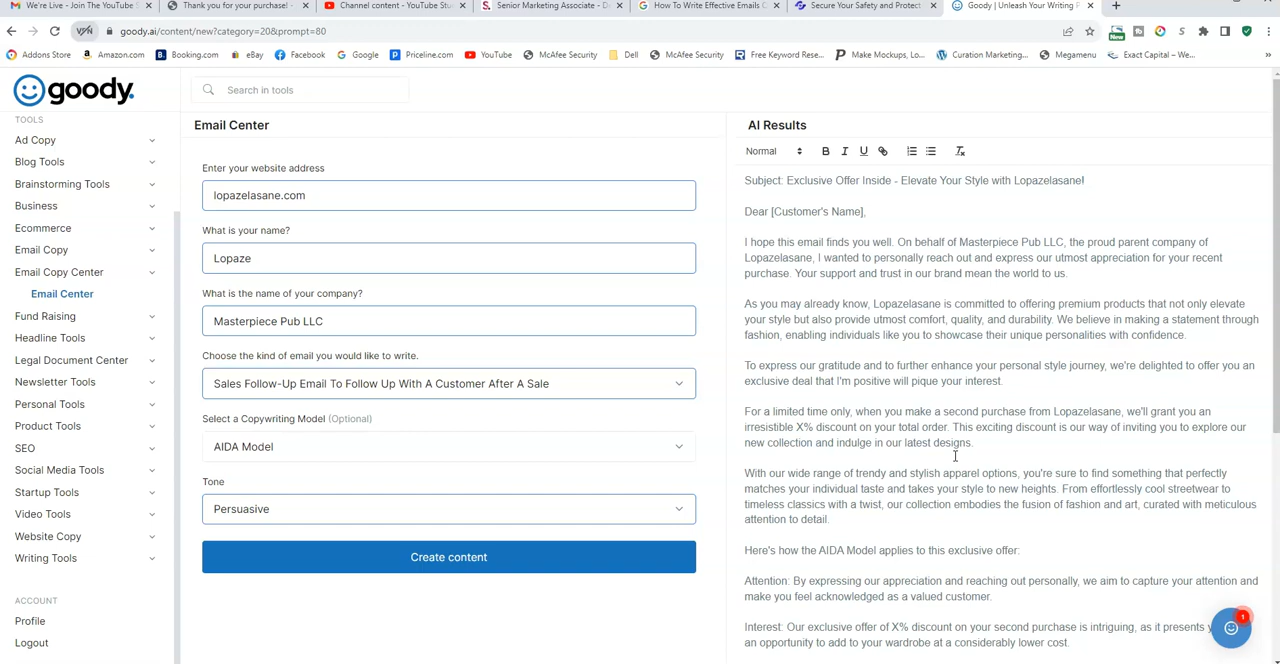 We're Live - Join The YouTube S
Thank you for your purchase! -
Channel content - YouTube Stu
Senior Marketing Associate - De
How To Write Effective Emails C
Secure Your Safety and Protect
Goody | Unleash Your Writing P
VPN
goody.ai/content/new?category=20&prompt=80
New
Addons Store
Amazon.com
Booking.com
eBay
Facebook
Google
Priceline.com
YouTube
McAfee Security
Dell
McAfee Security
Free Keyword Rese...
Make Mockups, Lo...
Curation Marketing...
Megamenu
Exact Capital – We...
»
goody.
Search in tools
TOOLS
Ad Copy
Blog Tools
Brainstorming Tools
Business
Ecommerce
Email Copy
Email Copy Center
Email Center
Fund Raising
Headline Tools
Legal Document Center
Newsletter Tools
Personal Tools
Product Tools
SEO
Social Media Tools
Startup Tools
Video Tools
Website Copy
Writing Tools
ACCOUNT
Profile
Logout
Email Center
Enter your website address
lopazelasane.com
What is your name?
Lopaze
What is the name of your company?
Masterpiece Pub LLC
Choose the kind of email you would like to write.
Sales Follow-Up Email To Follow Up With A Customer After A Sale
Select a Copywriting Model (Optional)
AIDA Model
Tone
Persuasive
Create content
AI Results
Normal
B I U
Subject: Exclusive Offer Inside - Elevate Your Style with Lopazelasane!
Dear [Customer's Name],
I hope this email finds you well. On behalf of Masterpiece Pub LLC, the proud parent company of
Lopazelasane, I wanted to personally reach out and express our utmost appreciation for your recent
purchase. Your support and trust in our brand mean the world to us.
As you may already know, Lopazelasane is committed to offering premium products that not only elevate
your style but also provide utmost comfort, quality, and durability. We believe in making a statement through
fashion, enabling individuals like you to showcase their unique personalities with confidence.
To express our gratitude and to further enhance your personal style journey, we're delighted to offer you an
exclusive deal that I'm positive will pique your interest.
For a limited time only, when you make a second purchase from Lopazelasane, we'll grant you an
irresistible X% discount on your total order. This exciting discount is our way of inviting you to explore our
new collection and indulge in our latest designs.
With our wide range of trendy and stylish apparel options, you're sure to find something that perfectly
matches your individual taste and takes your style to new heights. From effortlessly cool streetwear to
timeless classics with a twist, our collection embodies the fusion of fashion and art, curated with meticulous
attention to detail.
Here's how the AIDA Model applies to this exclusive offer:
Attention: By expressing our appreciation and reaching out personally, we aim to capture your attention and
make you feel acknowledged as a valued customer.
Interest: Our exclusive offer of X% discount on your second purchase is intriguing, as it presents
an opportunity to add to your wardrobe at a considerably lower cost.
1